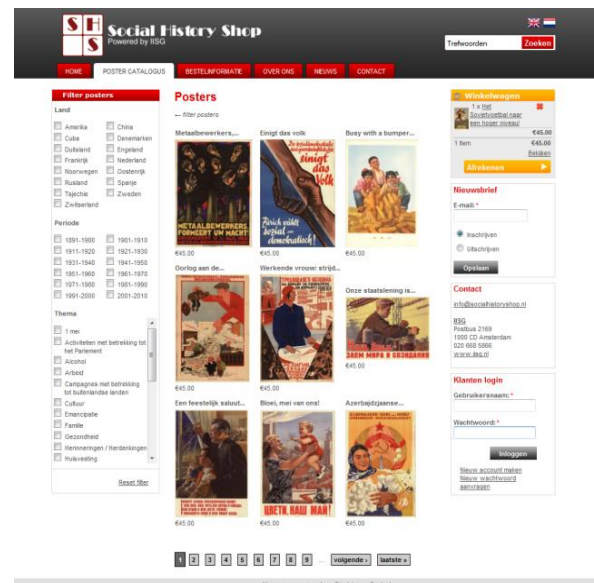 S H S
Social History Shop
Powered by IISG
Trefwoorden
Zoeken
HOME
POSTER CATALOGUS
BESTELINFORMATIE
OVER ONS
NIEUWS
CONTACT
Filter posters
Land
Amerika
China
Cuba
Denemarken
Duitsland
Engeland
Frankrijk
Nederland
Noorwegen
Oostenrijk
Rusland
Spanje
Tsjechie
Zweden
Zwitserland
Periode
1891-1900
1901-1910
1911-1920
1921-1930
1931-1940
1941-1950
1951-1960
1961-1970
1971-1980
1981-1990
1991-2000
2001-2010
Thema
1 mei
Activiteiten met betrekking tot
het Parlement
Alcohol
Arbeid
Campagnes met betrekking
tot buitenlandse landen
Cultuur
Emancipatie
Familie
Gezondheid
Herinneringen / Herdenkingen
Huisvesting
Reset filter
Posters
← filter posters
Metaalbewerkers,...
METAALBEWERKERS
FORMEERT UW MACHT
€45.00
Einigt das volk
einigt
das
Volk
Zürich wählt
sozial-
demokratisch!
€45.00
Busy with a bumper...
€45.00
Oorlog aan de...
€45.00
Werkende vrouw: strijd...
€45.00
Onze staatslening is...
ЗАЕМ МИРА И СОЗИДАНИЯ
€45.00
Een feestelijk saluut...
€45.00
Bloei, mei van ons!
ЦВЕТИ, НАШ МАЙ!
€45.00
Azerbajdzjaanse...
€45.00
1 2 3 4 5 6 7 8 9 ... volgende › laatste »
Winkelwagen
1 x Het
Sovjetvoetbal naar
een hoger niveau!
€45.00
1 Item €45.00
Bekijken
Afrekenen
Nieuwsbrief
E-mail: *
Inschrijven
Uitschrijven
Opslaan
Contact
info@socialhistoryshop.nl
IISG
Postbus 2169
1000 CD Amsterdam
020 668 5866
www.iisg.nl
Klanten login
Gebruikersnaam: *
Wachtwoord: *
Inloggen
Nieuw account maken
Nieuw wachtwoord
aanvragen